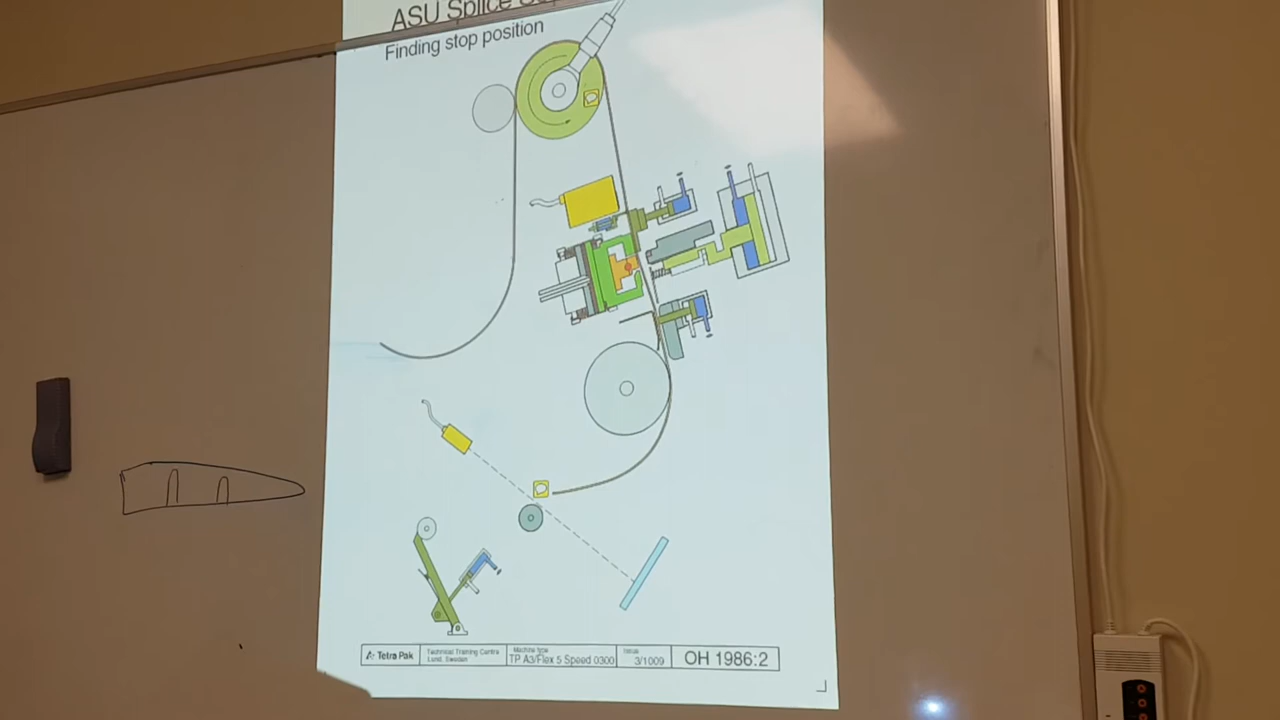 ASU Splice
Finding stop position
Tetra Pak
Technical Training Centre
Lund, Sweden
Machine type
TP A3/Flex 5 Speed 0300
Issue
3/1009
OH 1986:2